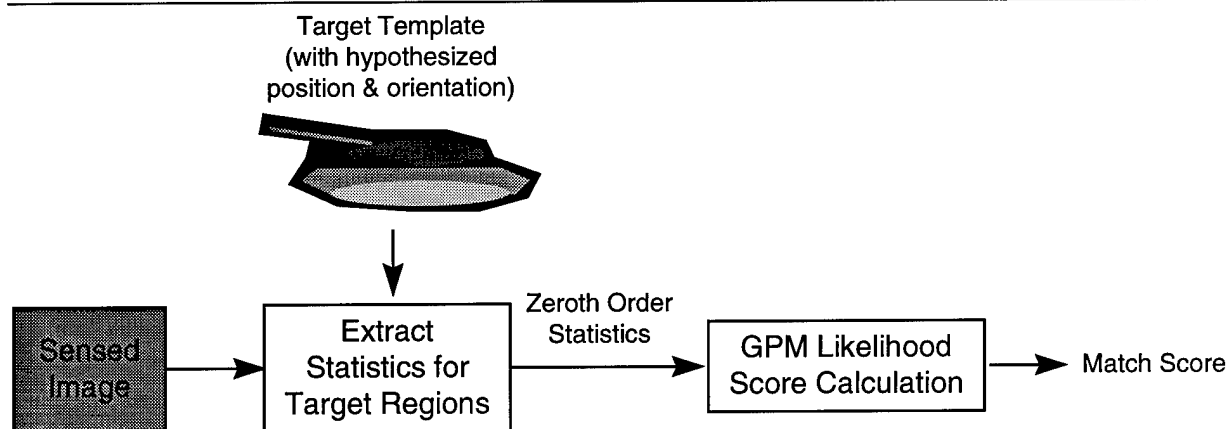 Target Template
(with hypothesized
position & orientation)
Sensed
Image
Extract
Statistics for
Target Regions
Zeroth Order
Statistics
GPM Likelihood
Score Calculation
Match Score